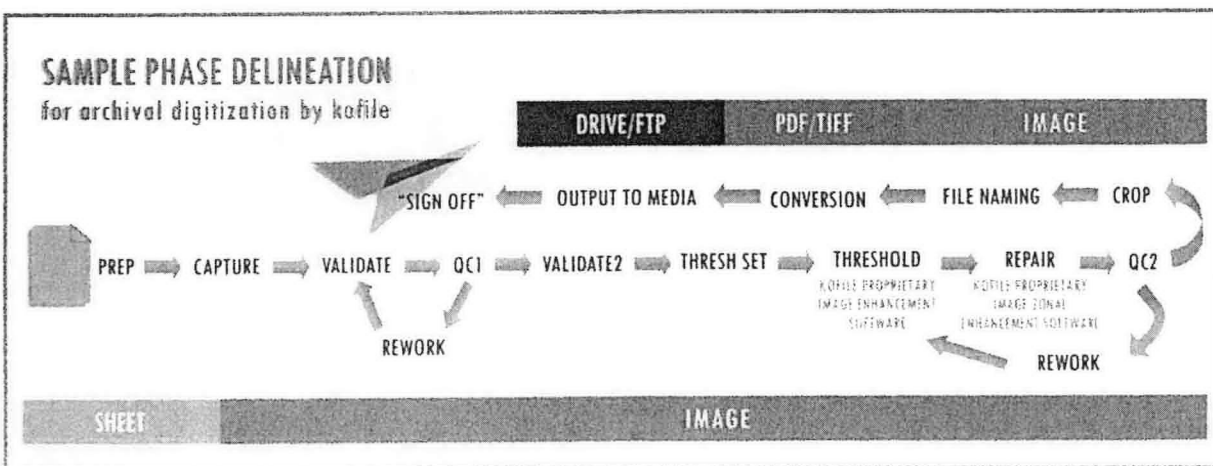 SAMPLE PHASE DELINEATION
for archival digitization by kofile
DRIVE/FTP PDF/TIFF IMAGE
"SIGN OFF" OUTPUT TO MEDIA CONVERSION FILE NAMING CROP
PREP CAPTURE VALIDATE QC1 VALIDATE2 THRESH SET THRESHOLD REPAIR QC2
KOFILE PROPRIETARY KOFILE PROPRIETARY
IMAGE ENHANCEMENT IMAGE ZONAL
SOFTWARE ENHANCEMENT SOFTWARE
REWORK
REWORK
SHEET IMAGE